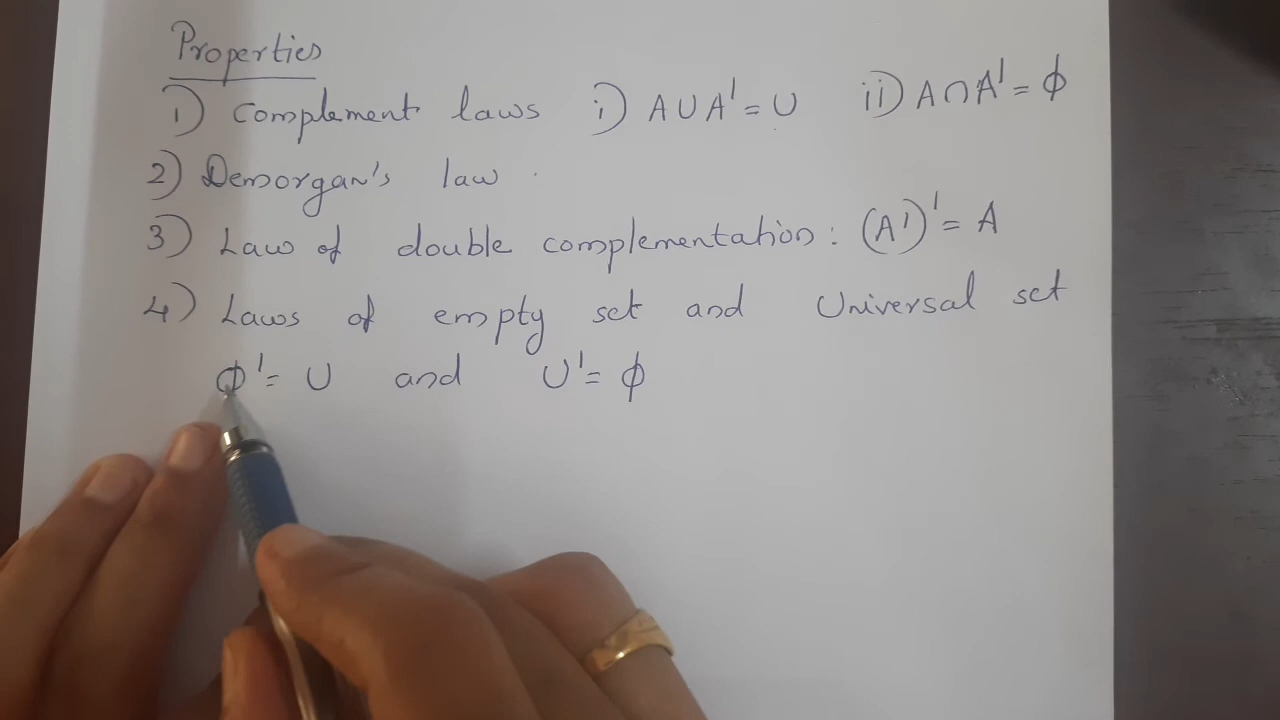 Properties
1) Complement laws i) A∪A' = U ii) A∩A' = ϕ
2) Demorgan's law.
3) Law of double complementation: (A')' = A
4) Laws of empty set and Universal set
ϕ' = U and U' = ϕ